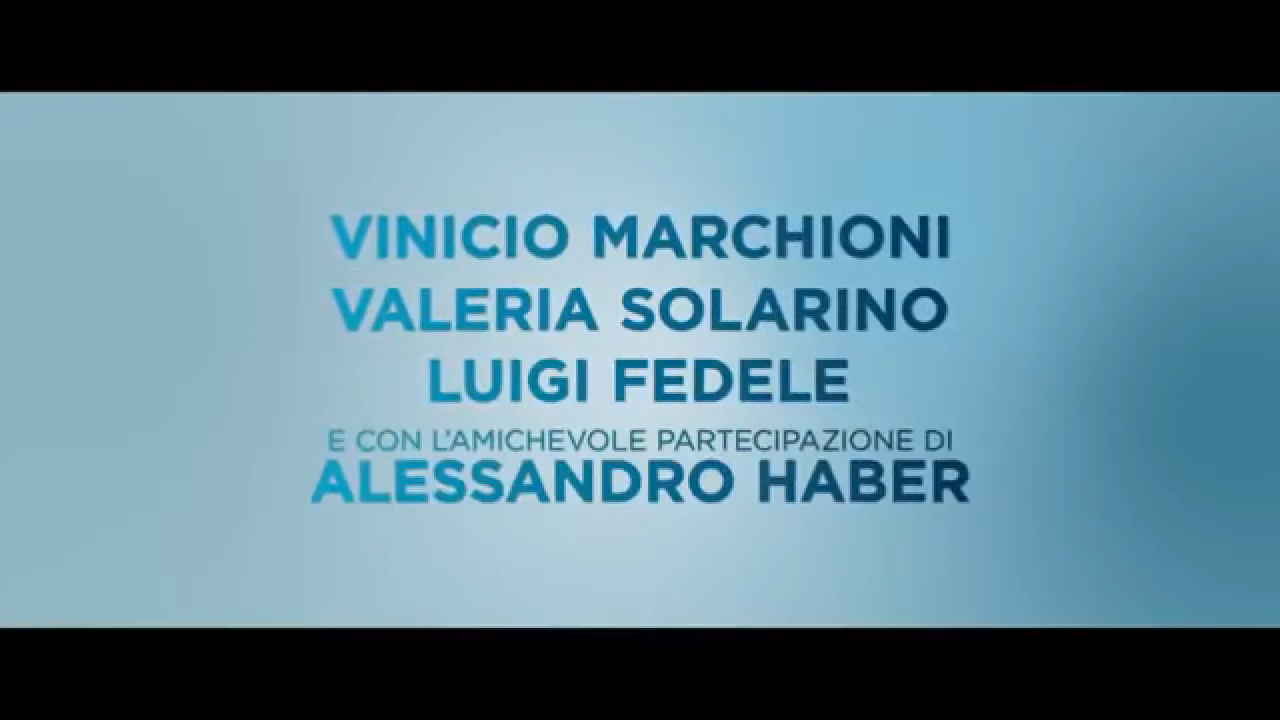 VINICIO MARCHIONI
VALERIA SOLARINO
LUIGI FEDELE
E CON L'AMICHEVOLE PARTECIPAZIONE DI
ALESSANDRO HABER